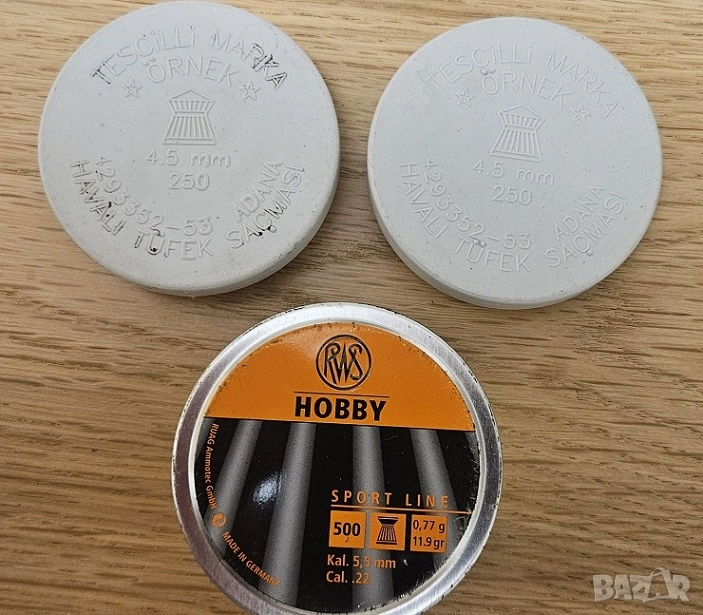 TESCİLLİ MARKA
☆ ÖRNEK ☆
4.5 mm
250
4293352-53 ADANA
HAVALI TÜFEK SAÇMASI
TESCİLLİ MARKA
☆ ÖRNEK ☆
4.5 mm
250
4293352-53 ADANA
HAVALI TÜFEK SAÇMASI
RWS
HOBBY
RUAG Ammotec GmbH
MADE IN GERMANY
SPORT LINE
500
0,77 g
11.9 gr
Kal. 5,5 mm
Cal. .22
BAZAR